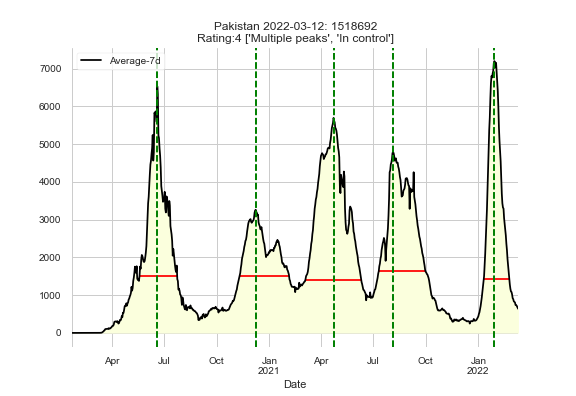 Pakistan 2022-03-12: 1518692
Rating:4 ['Multiple peaks', 'In control']
Average-7d
7000
6000
5000
4000
3000
2000
1000
0
Apr Jul Oct Jan Apr Jul Oct Jan
2021 2022
Date